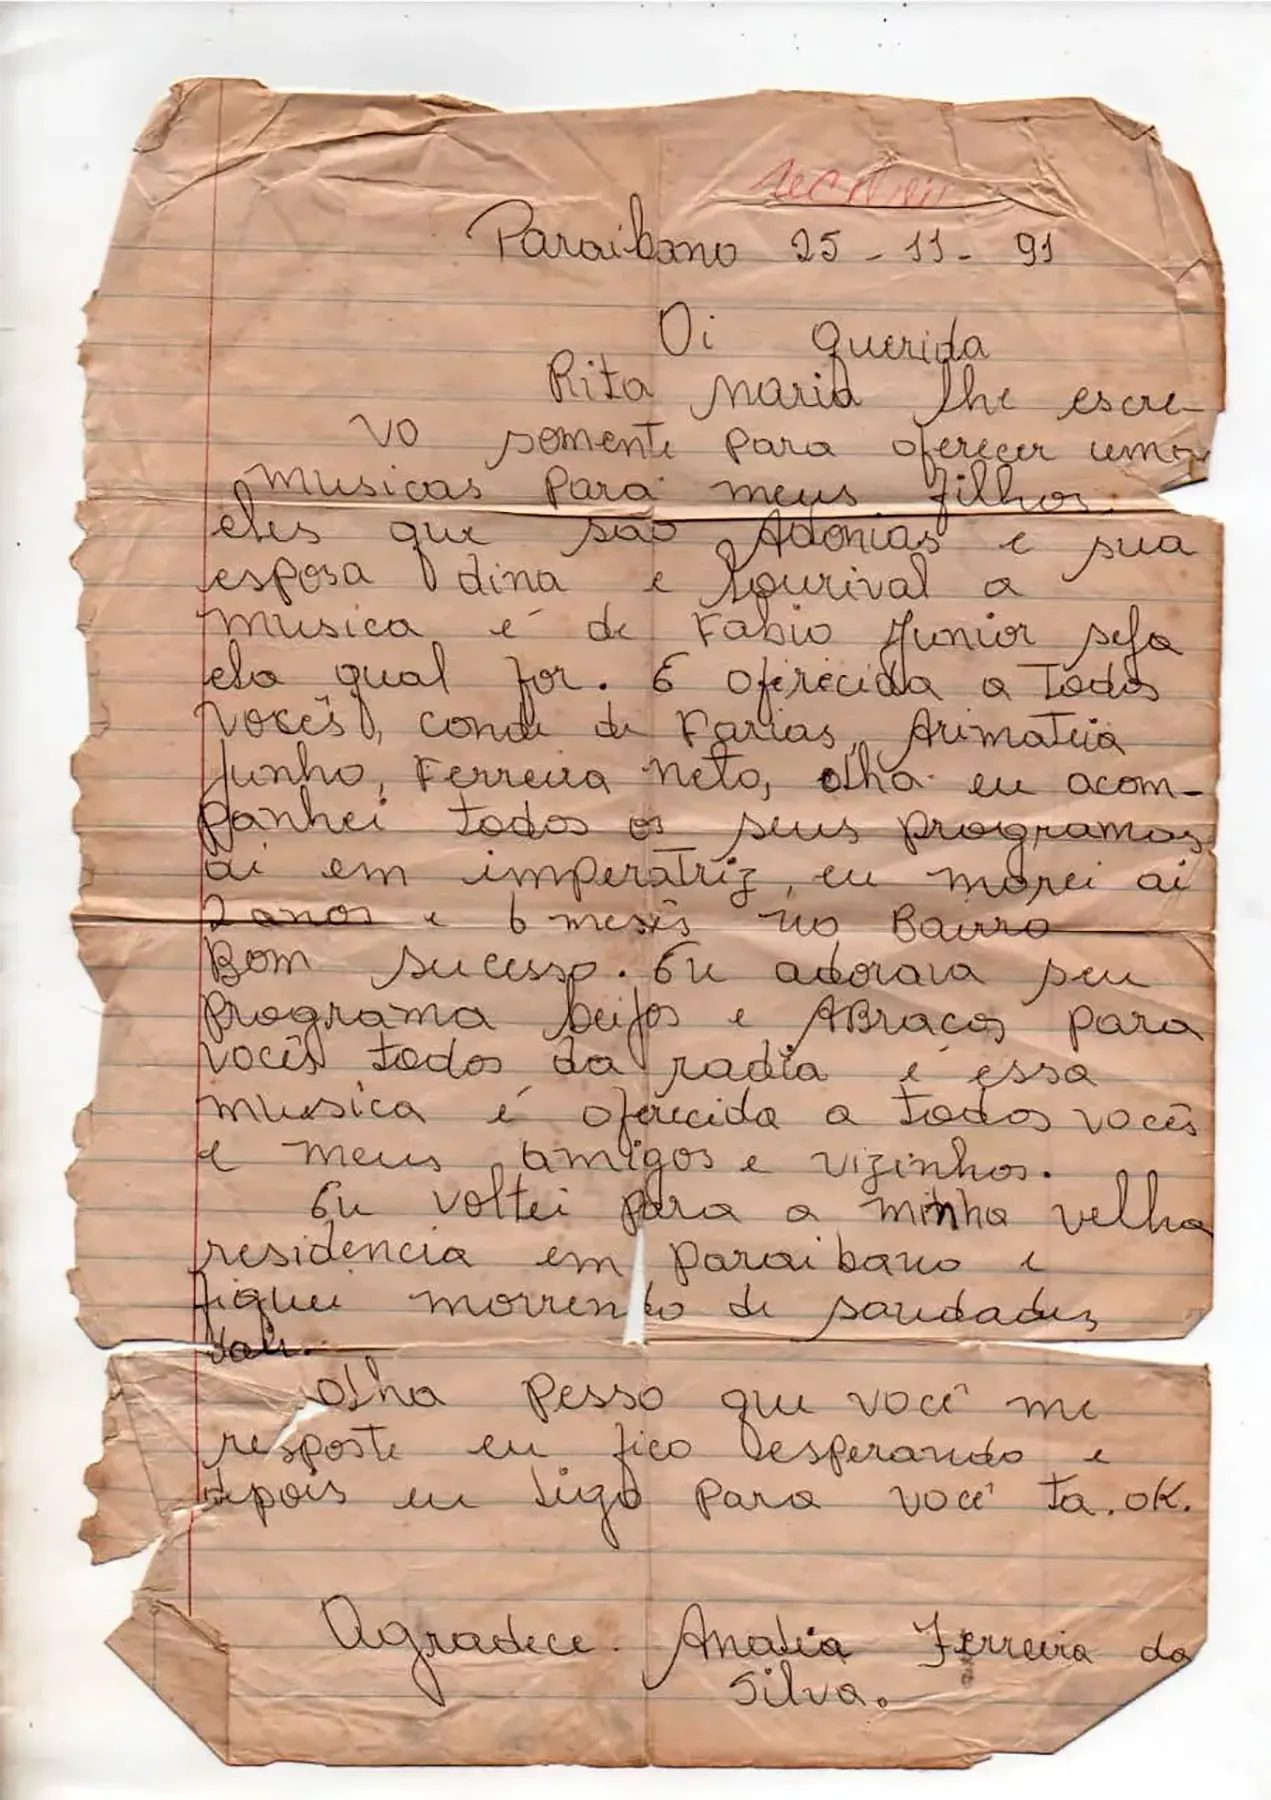 Paraibano 25-11-91
Oi querida
Rita maria lhe escre-
vo somente para oferecer uma
musicas para meus filhos
eles que são Adonias e sua
esposa dina e Lourival a
musica é de Fabio Junior seja
ela qual for. E oferecida a Todos
vocês, conde de Farias, Arimateia
junho, Ferreira neto, olha eu acom-
panhei todos os seus programas
ai em imperatriz, eu morei ai
2 anos e 6 mesês no Bairro
Bom sucesso. Eu adorava seu
Programa beijos e ABracos para
vocês todos da radia e essa
musica é oferecida a todos vocês
e meus amigos e vizinhos.
Eu voltei para a minha velha
residencia em paraibano e
fiquei morrendo de saudades
dai.
olha Pesso que você me
resposte eu fico esperando e
depois eu ligo para você Ta.OK.
Agradece. Analia Ferreira da
Silva.